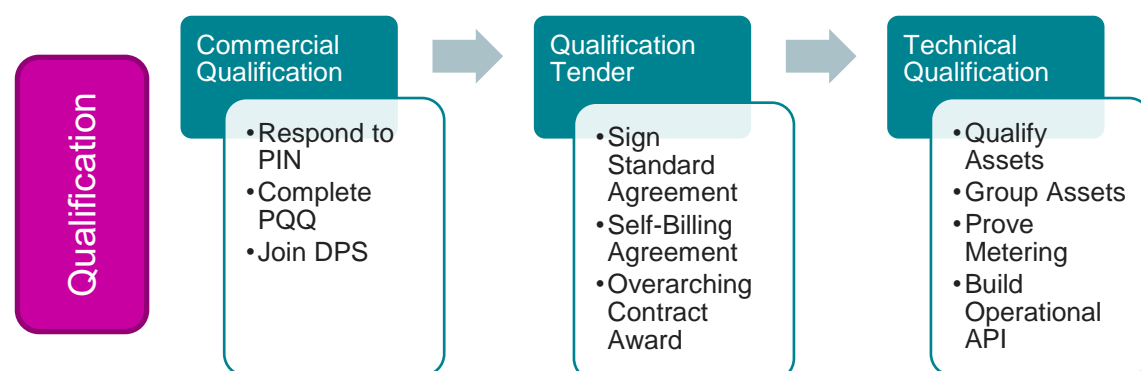 Qualification
Commercial
Qualification
•Respond to
PIN
•Complete
PQQ
•Join DPS
Qualification
Tender
•Sign
Standard
Agreement
•Self-Billing
Agreement
•Overarching
Contract
Award
Technical
Qualification
•Qualify
Assets
•Group Assets
•Prove
Metering
•Build
Operational
API